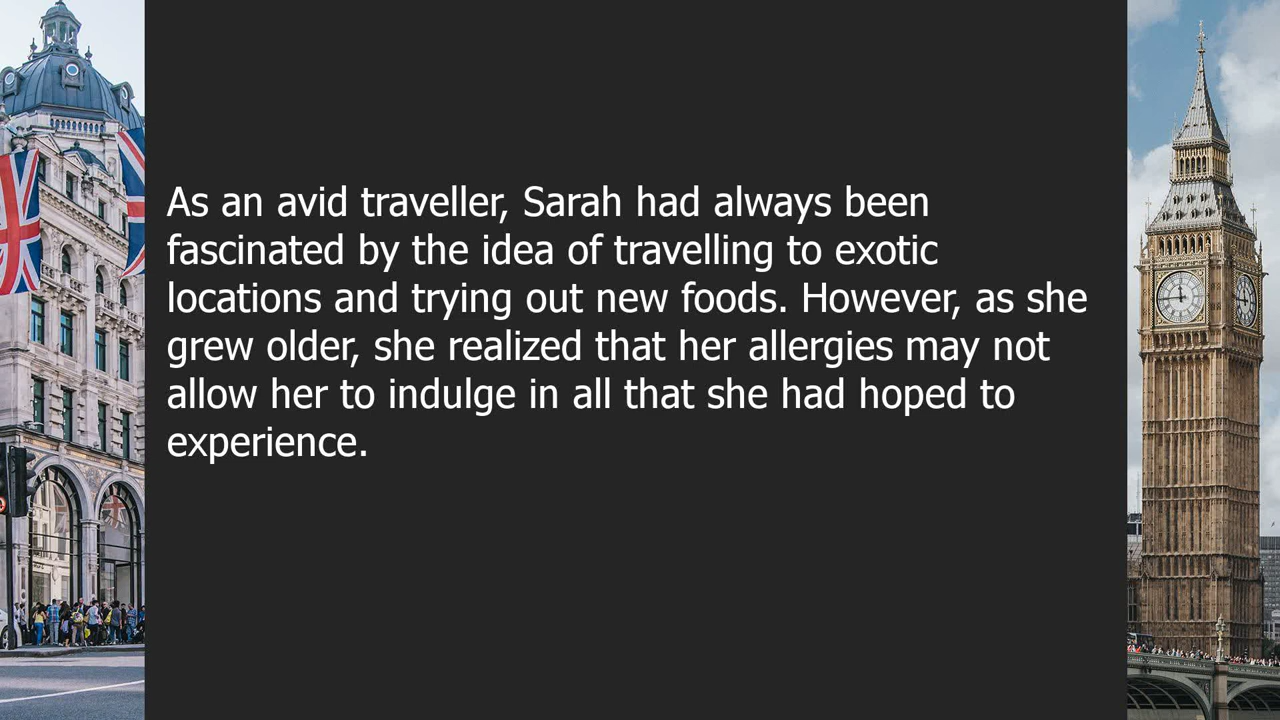 As an avid traveller, Sarah had always been
fascinated by the idea of travelling to exotic
locations and trying out new foods. However, as she
grew older, she realized that her allergies may not
allow her to indulge in all that she had hoped to
experience.